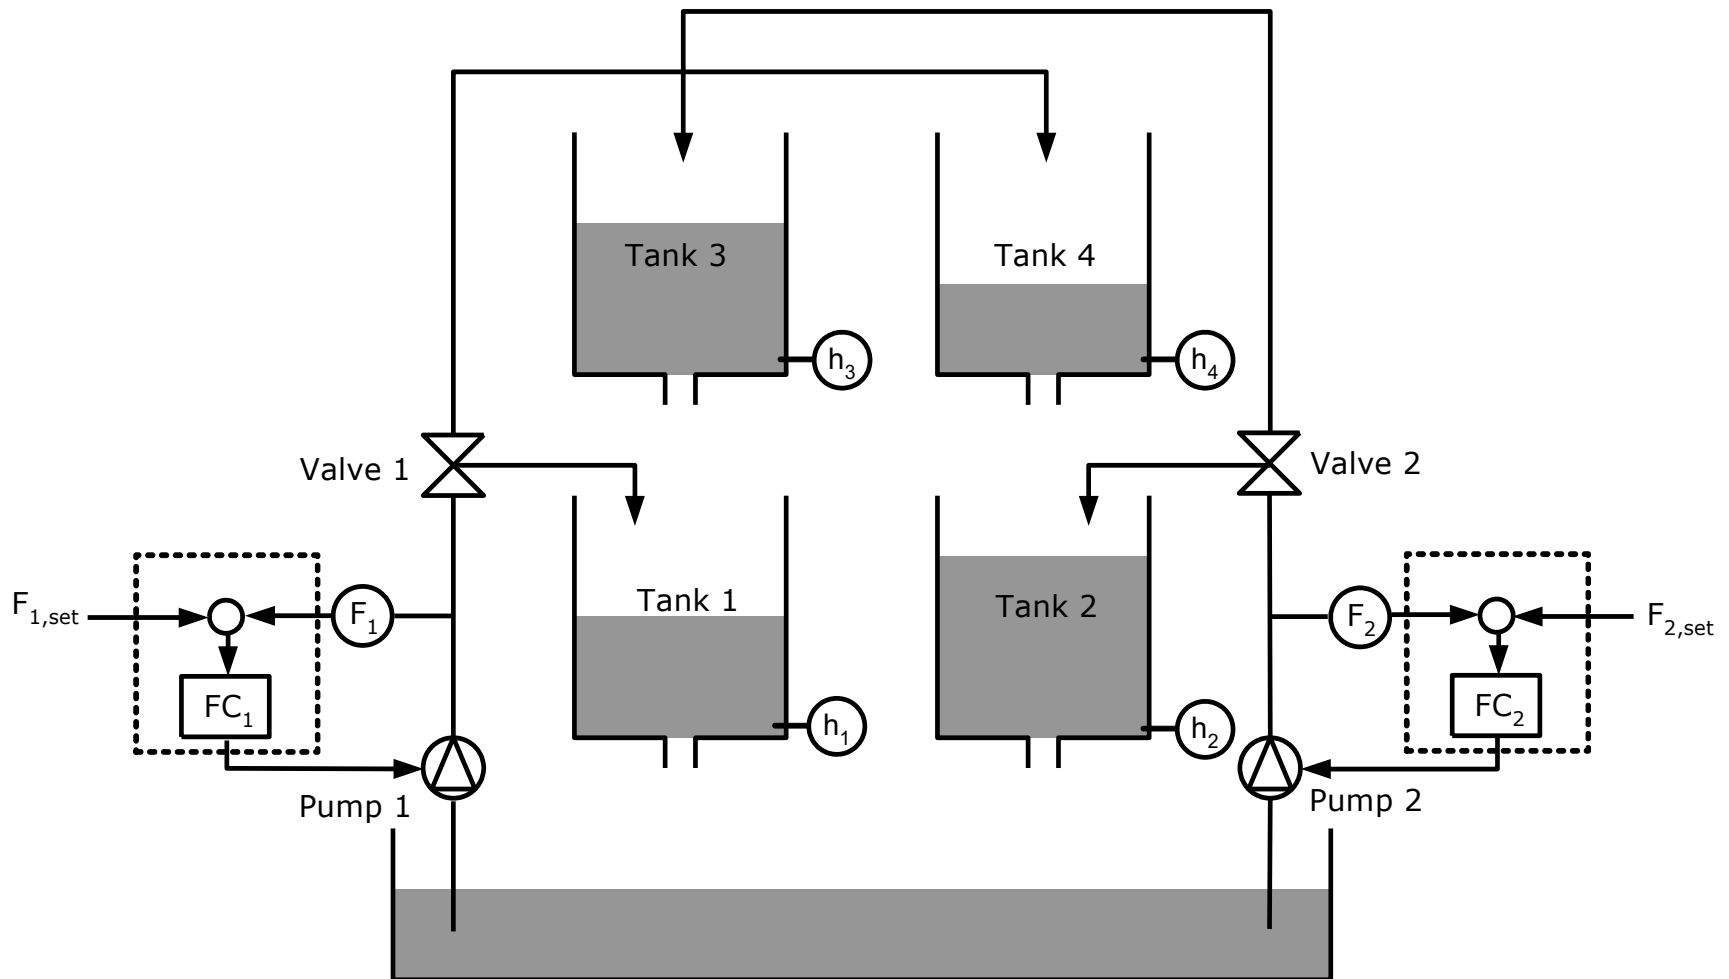 Tank 3
Tank 4
h₃
h₄
Valve 1
Valve 2
F₁,set
F₁
Tank 1
Tank 2
F₂
F₂,set
FC₁
h₁
h₂
FC₂
Pump 1
Pump 2